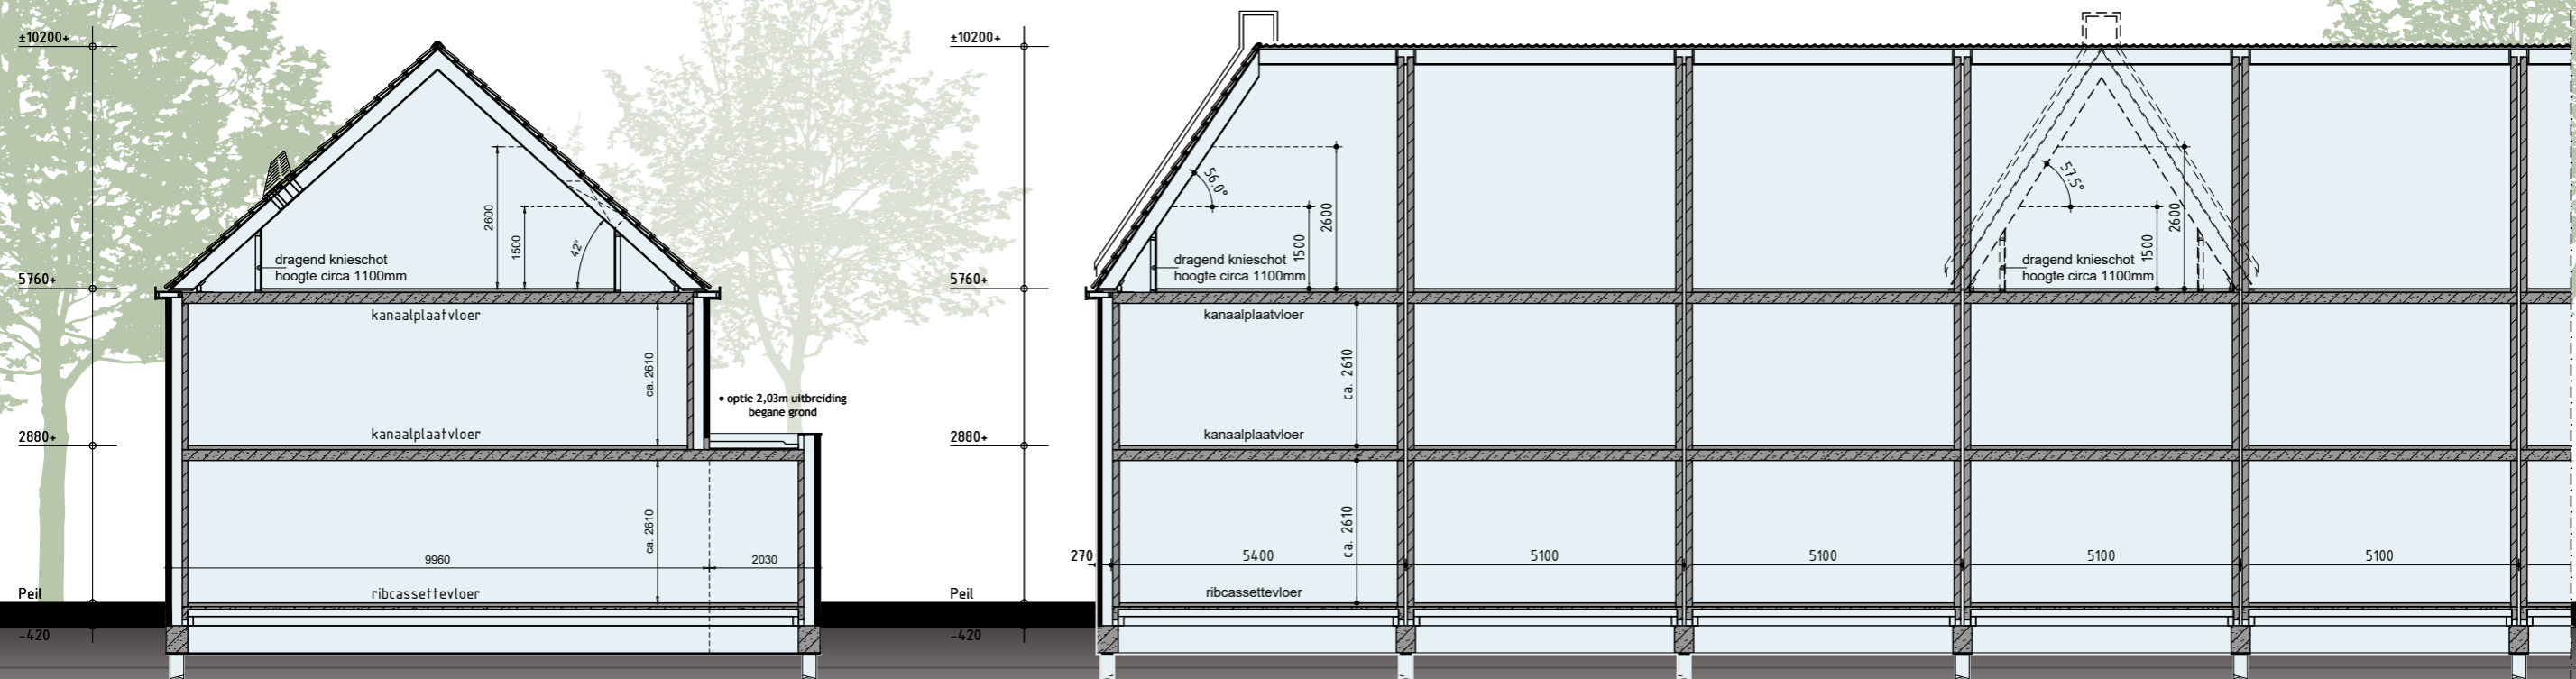 ±10200+
5760+
2880+
Peil
-420
2600
1500
42°
dragend knieschot
hoogte circa 1100mm
kanaalplaatvloer
ca. 2610
kanaalplaatvloer
• optie 2,03m uitbreiding
begane grond
ca. 2610
9960
2030
ribcassettevloer
±10200+
5760+
2880+
Peil
-420
56.0°
2600
1500
dragend knieschot
hoogte circa 1100mm
57.5°
2600
1500
dragend knieschot
hoogte circa 1100mm
kanaalplaatvloer
ca. 2610
kanaalplaatvloer
ca. 2610
270
5400
5100
5100
5100
5100
ribcassettevloer